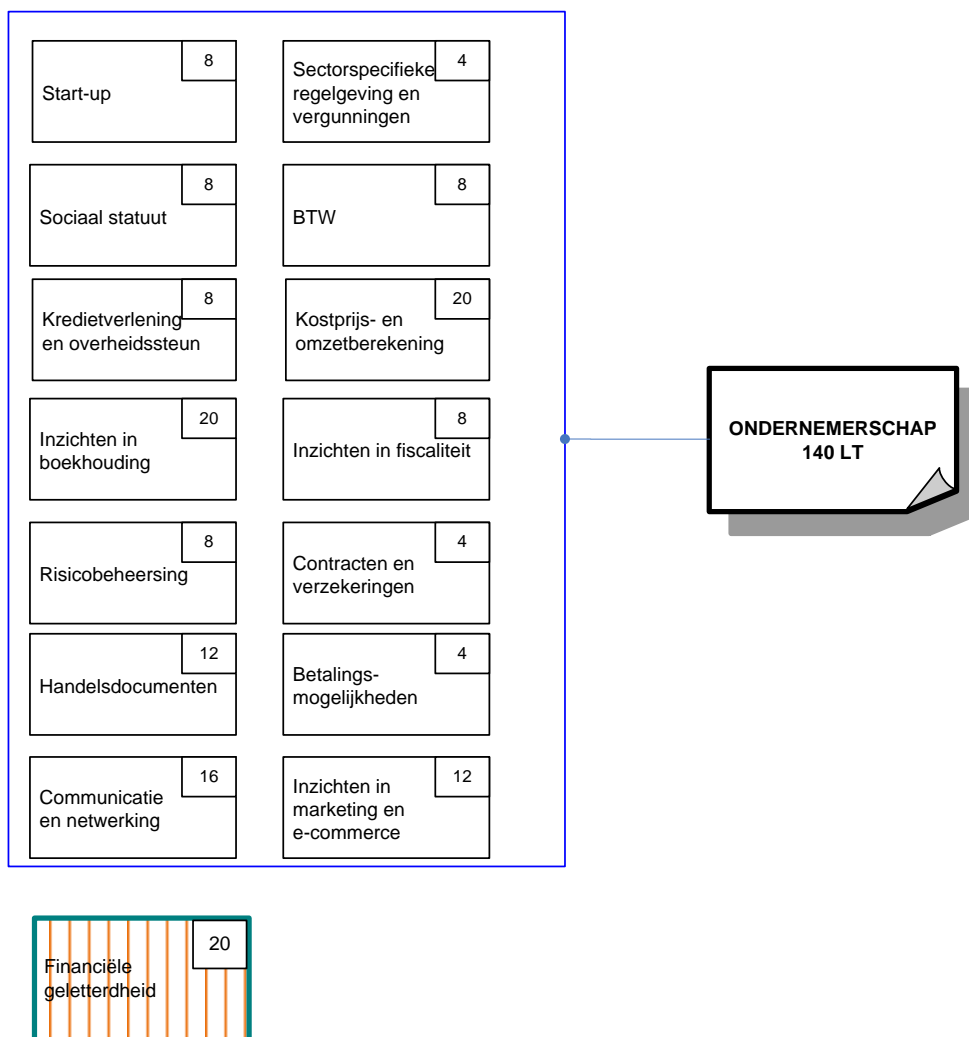 8
Start-up
4
Sectorspecifieke
regelgeving en
vergunningen
8
Sociaal statuut
8
BTW
8
Kredietverlening
en overheidssteun
20
Kostprijs- en
omzetberekening
20
Inzichten in
boekhouding
8
Inzichten in fiscaliteit
8
Risicobeheersing
4
Contracten en
verzekeringen
12
Handelsdocumenten
4
Betalings-
mogelijkheden
16
Communicatie
en netwerking
12
Inzichten in
marketing en
e-commerce
ONDERNEMERSCHAP
140 LT
20
Financiële
geletterdheid